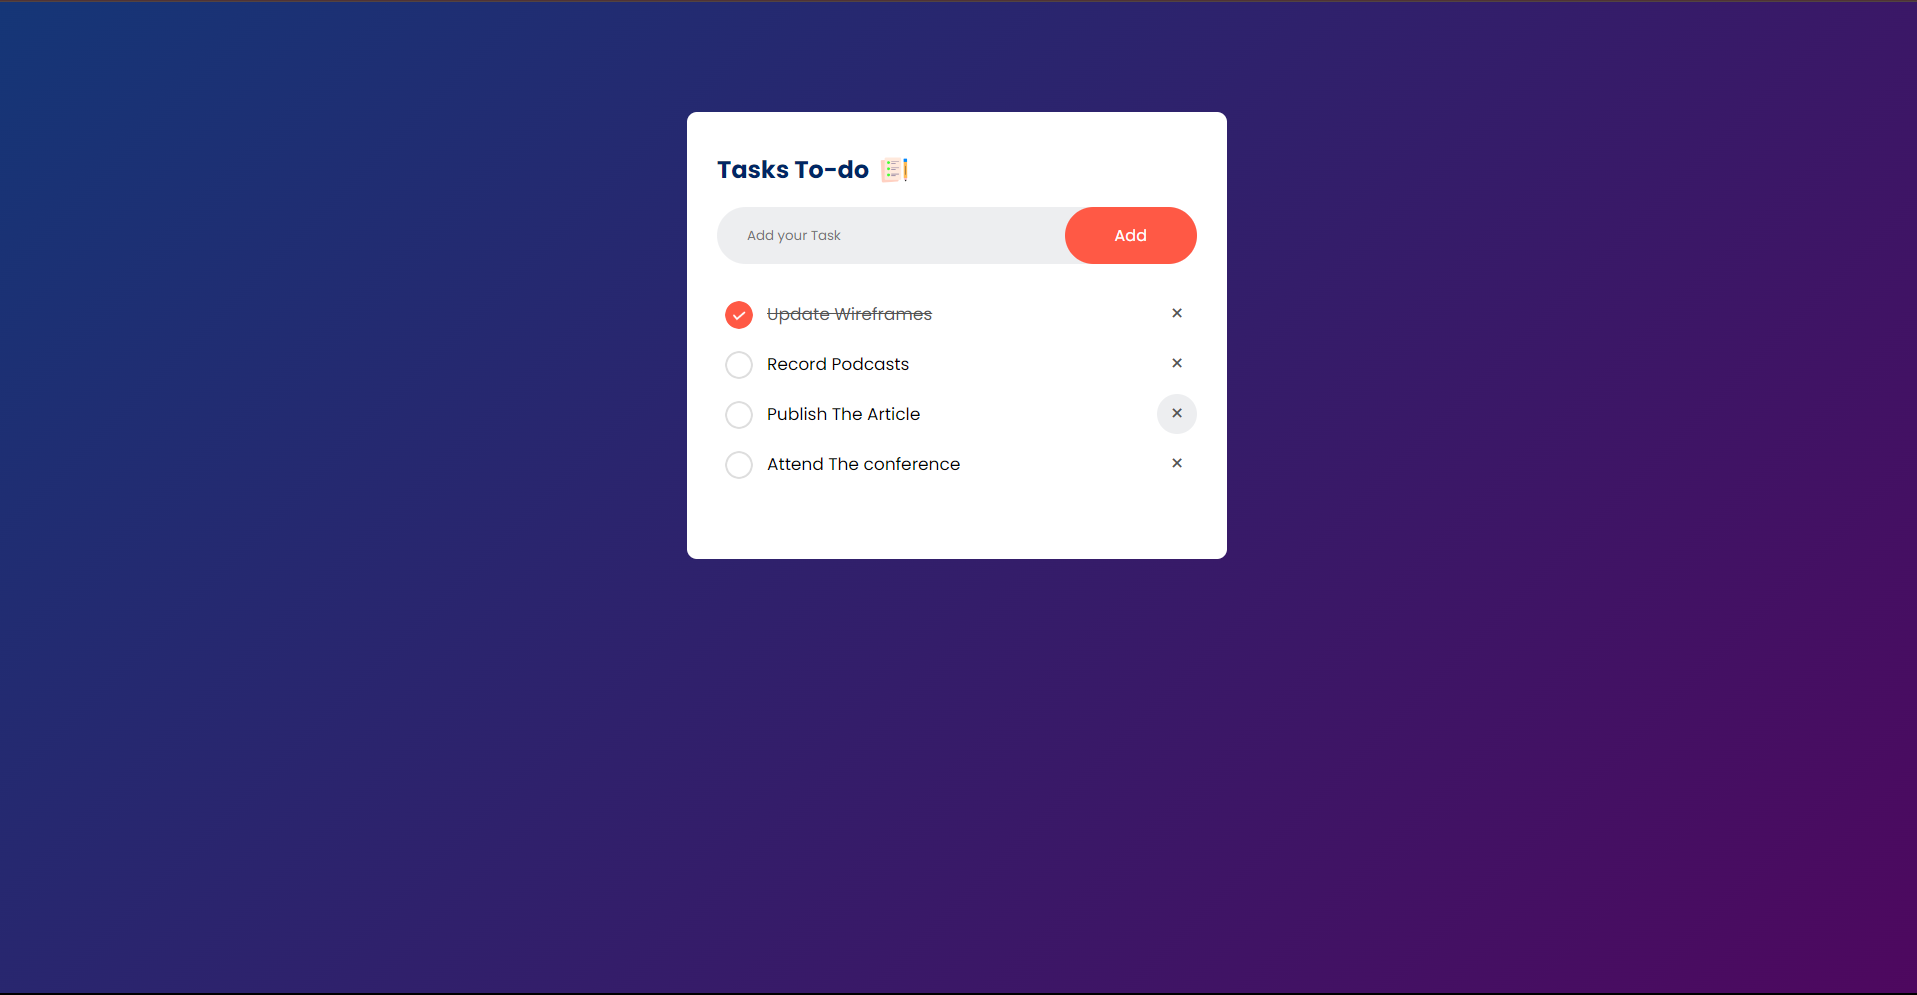 Tasks To-do
Add your Task
Add
Update Wireframes ×
Record Podcasts ×
Publish The Article ×
Attend The conference ×